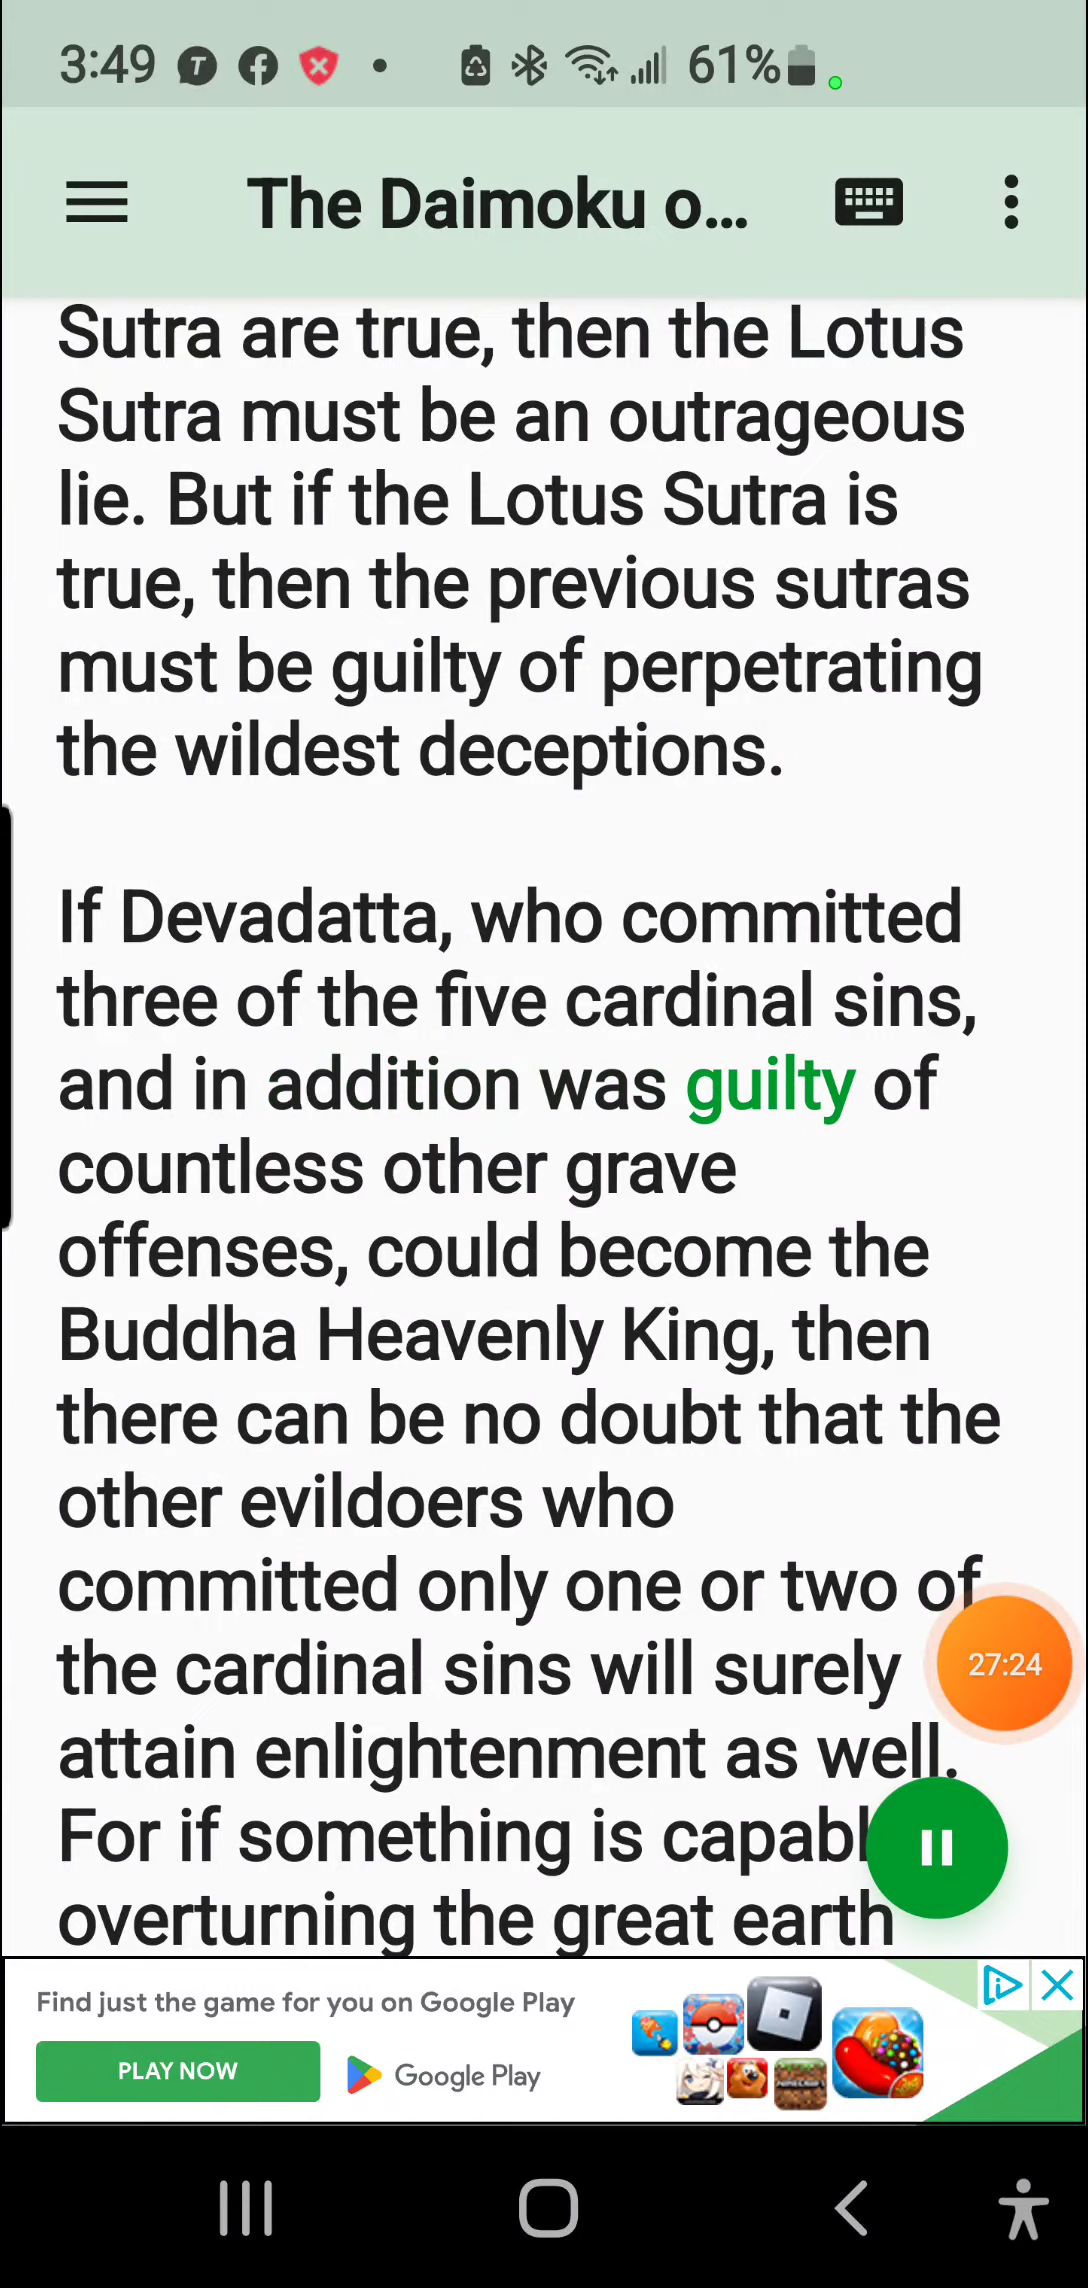 3:49
61%
The Daimoku o...
Sutra are true, then the Lotus
Sutra must be an outrageous
lie. But if the Lotus Sutra is
true, then the previous sutras
must be guilty of perpetrating
the wildest deceptions.
If Devadatta, who committed
three of the five cardinal sins,
and in addition was guilty of
countless other grave
offenses, could become the
Buddha Heavenly King, then
there can be no doubt that the
other evildoers who
committed only one or two of
the cardinal sins will surely
27:24
attain enlightenment as well.
For if something is capabl
overturning the great earth
Find just the game for you on Google Play
PLAY NOW
Google Play